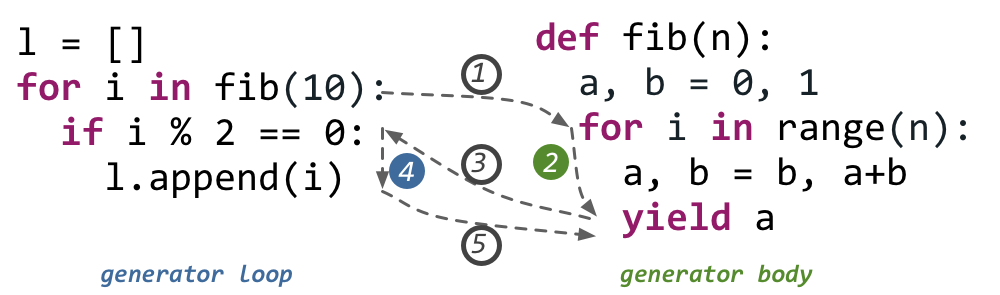 l = []
for i in fib(10):
  if i % 2 == 0:
    l.append(i)
generator loop
1
2
3
4
5
def fib(n):
  a, b = 0, 1
  for i in range(n):
    a, b = b, a+b
    yield a
generator body